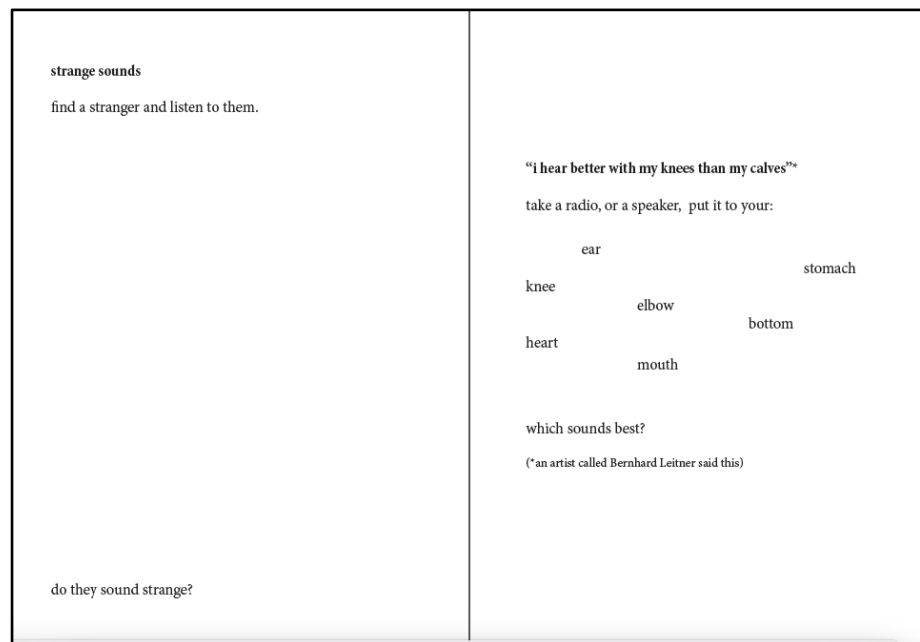 strange sounds
find a stranger and listen to them.
do they sound strange?
“i hear better with my knees than my calves”*
take a radio, or a speaker,  put it to your:
ear
stomach
knee
elbow
bottom
heart
mouth
which sounds best?
(*an artist called Bernhard Leitner said this)